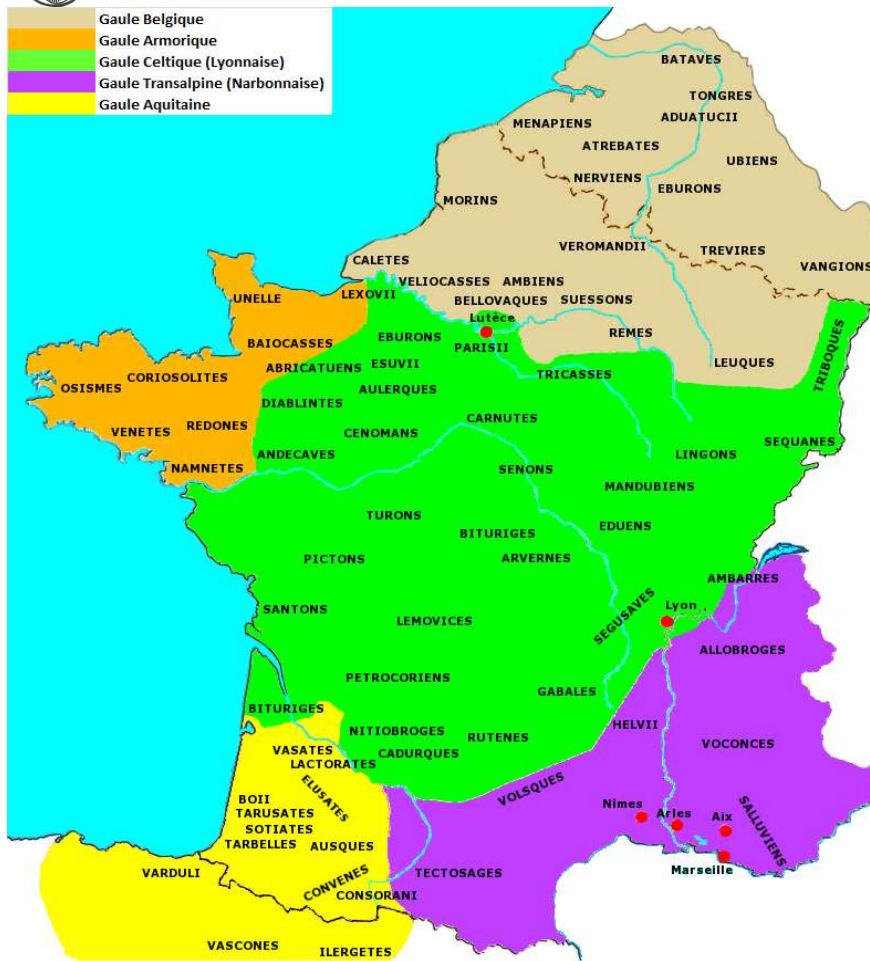 Gaule Belgique
Gaule Armorique
Gaule Celtique (Lyonnaise)
Gaule Transalpine (Narbonnaise)
Gaule Aquitaine
BATAVES
TONGRES
ADUATUCII
MENAPIENS
ATREBATES
UBIENS
NERVIENS
EBURONS
MORINS
VEROMANDII
TREVIRES
VANGIONS
CALETES
VELIOCASSES
AMBIENS
BELLOVAQUES
SUESSONS
UNELLE
LEXOVII
Lutèce
REMES
EBURONS
PARISII
BAIOCASSES
LEUQUES
TRIBOQUES
ABRICATUENS
ESUVII
TRICASSES
CORIOSOLITES
OSISMES
AULERQUES
DIABLINTES
CARNUTES
REDONES
VENETES
CENOMANS
SEQUANES
ANDECAVES
LINGONS
NAMNETES
SENONS
MANDUBIENS
TURONS
EDUENS
BITURIGES
PICTONS
ARVERNES
AMBARRES
SANTONS
SEGUSAVES
Lyon
LEMOVICES
ALLOBROGES
PETROCORIENS
GABALES
BITURIGES
HELVII
NITIOBROGES
RUTENES
VOCONCES
VASATES
CADURQUES
LACTORATES
ELUSATES
VOLSQUES
BOII
TARUSATES
Nimes
Arles
Aix
SALLUVIENS
SOTIATES
TARBELLES
AUSQUES
VARDULI
TECTOSAGES
Marseille
CONVENES
CONSORANI
VASCONES
ILERGETES